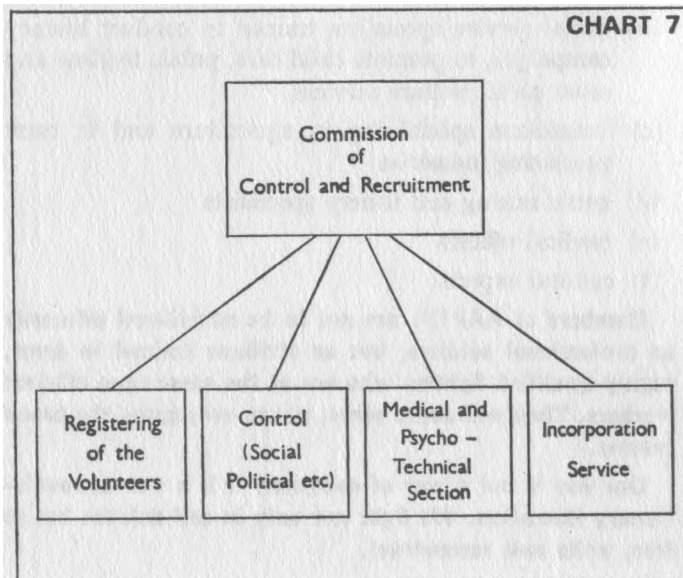 CHART 7
Commission
of
Control and Recruitment
Registering
of the
Volunteers
Control
(Social
Political etc)
Medical and
Psycho –
Technical
Section
Incorporation
Service